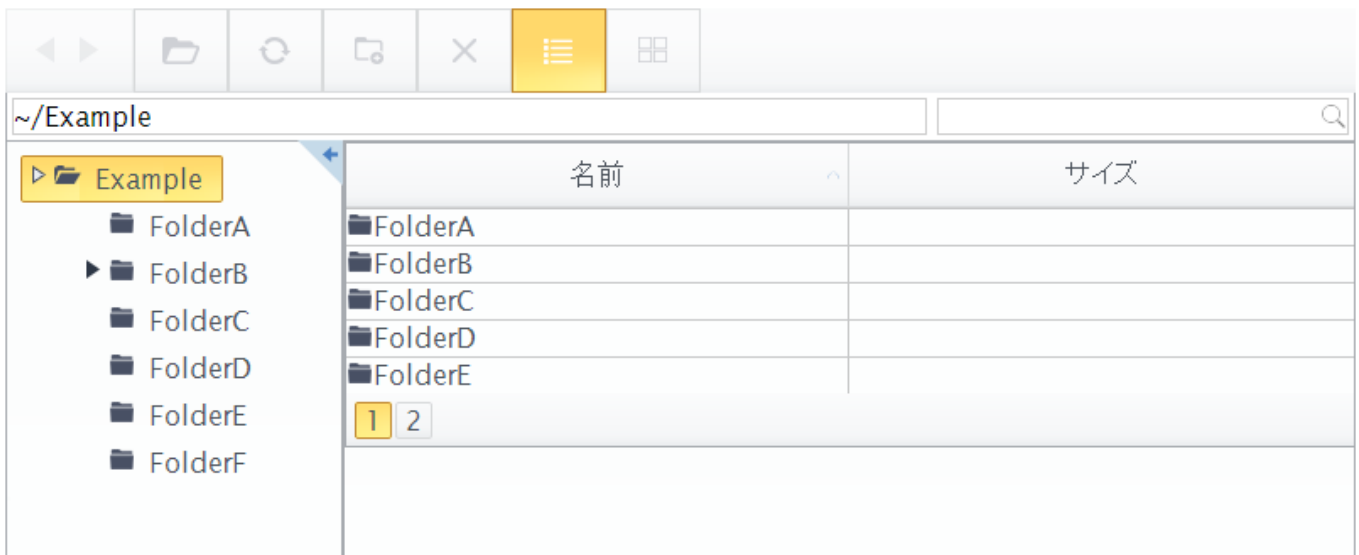 ~/Example
Example
FolderA
FolderB
FolderC
FolderD
FolderE
FolderF
名前 サイズ
FolderA
FolderB
FolderC
FolderD
FolderE
1 2